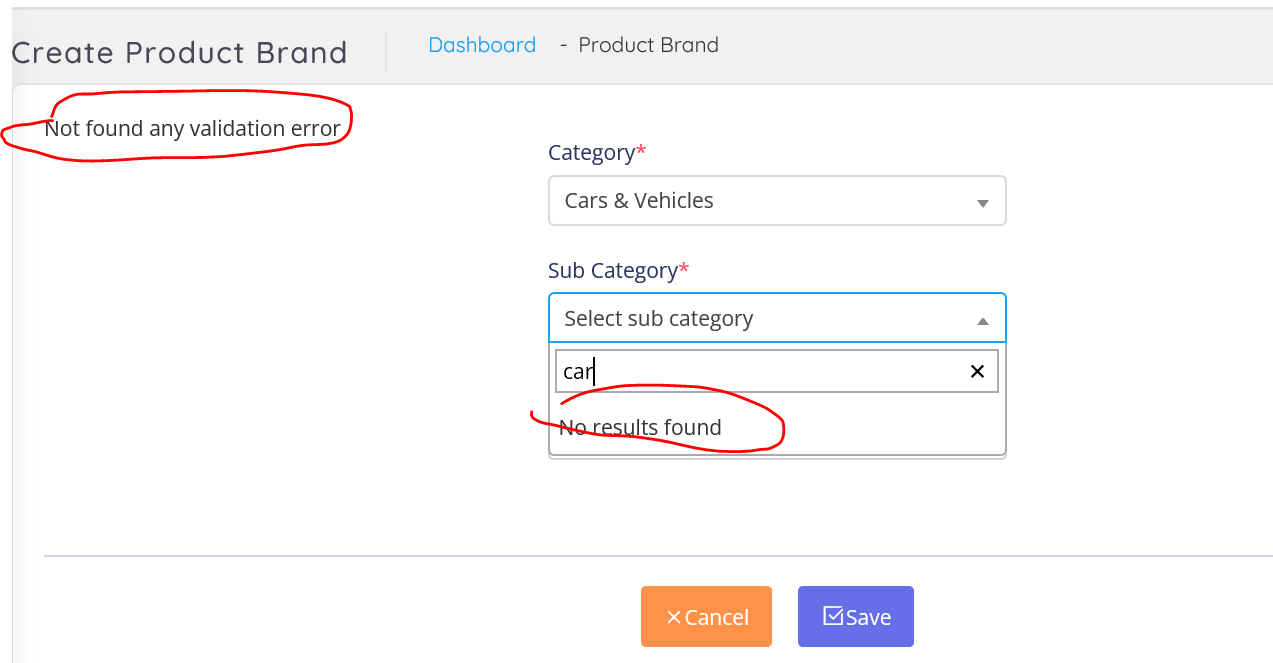 Create Product Brand
Dashboard - Product Brand
Not found any validation error
Category*
Cars & Vehicles
Sub Category*
Select sub category
car
No results found
Cancel
Save